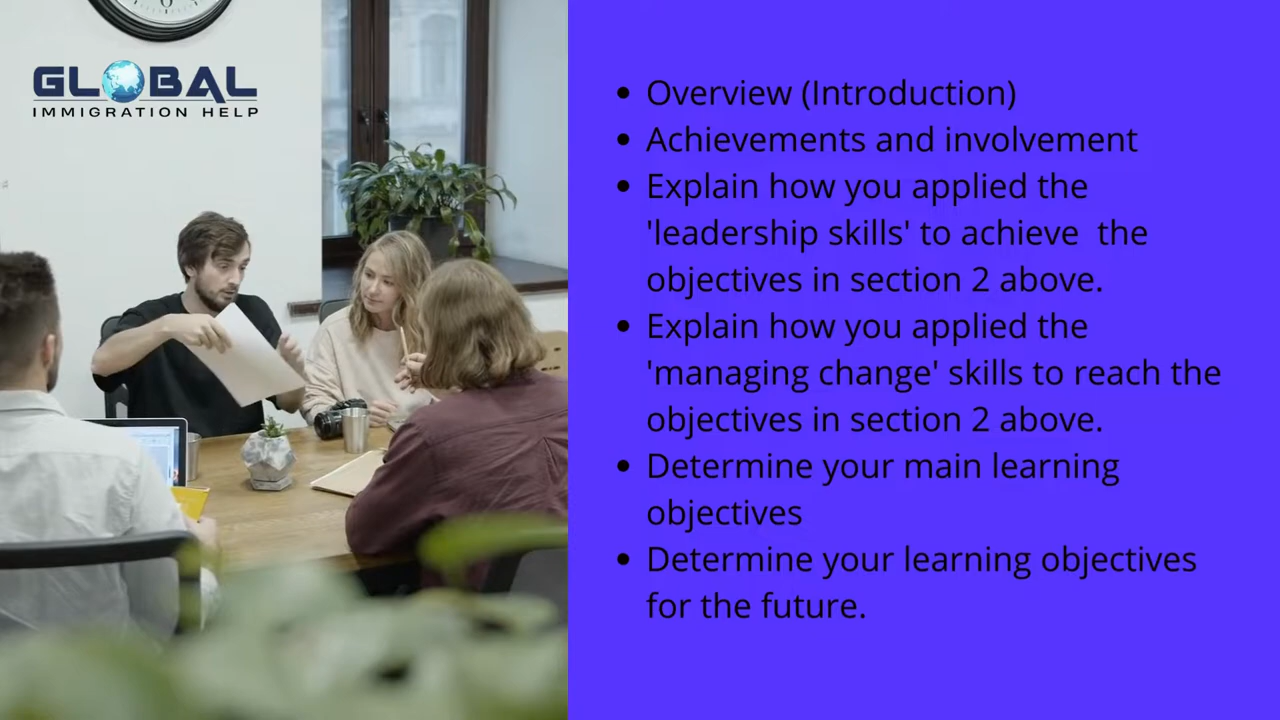 GLOBAL
IMMIGRATION HELP
• Overview (Introduction)
• Achievements and involvement
• Explain how you applied the
'leadership skills' to achieve  the
objectives in section 2 above.
• Explain how you applied the
'managing change' skills to reach the
objectives in section 2 above.
• Determine your main learning
objectives
• Determine your learning objectives
for the future.